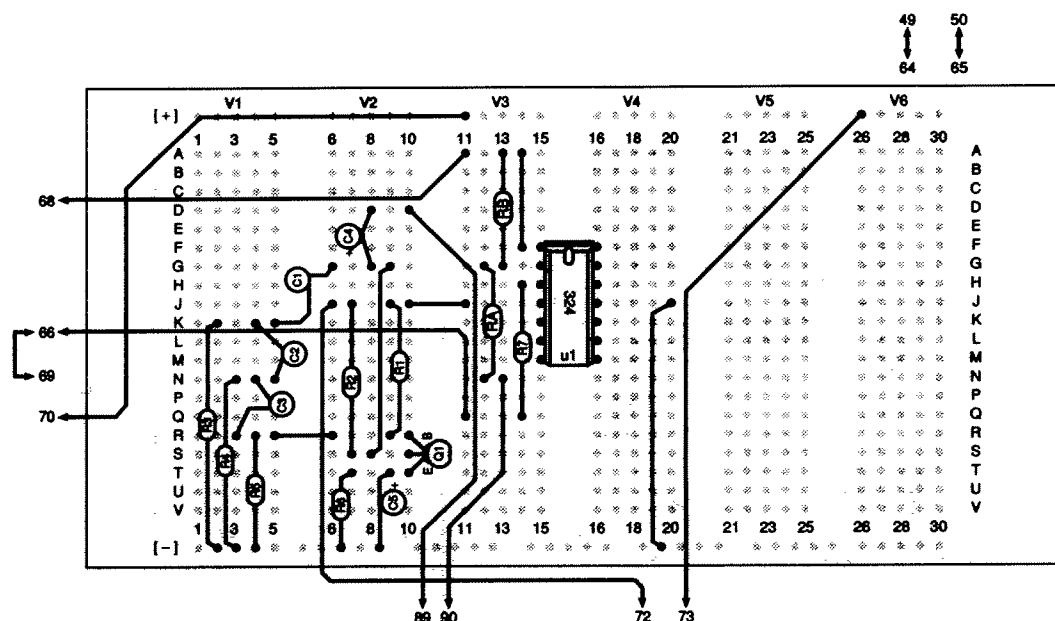 49 50
64 65
V1 V2 V3 V4 V5 V6
[+]
1 3 5 6 8 10 11 13 15 16 18 20 21 23 25 26 28 30
A A
B B
C C
68
D D
RB
E E
C4
+
F F
G G
C1
H H
324
J J
RA
K K
66
L L
C2
R7
M M
u1
R1
N N
69
R2
P P
C3
Q Q
70
R3
R R
B
S S
R4
Q1
T T
E
R5
U U
R6
C5 +
V V
1 3 5 6 8 10 11 13 15 16 18 20 21 23 25 26 28 30
[-]
89 90 72 73